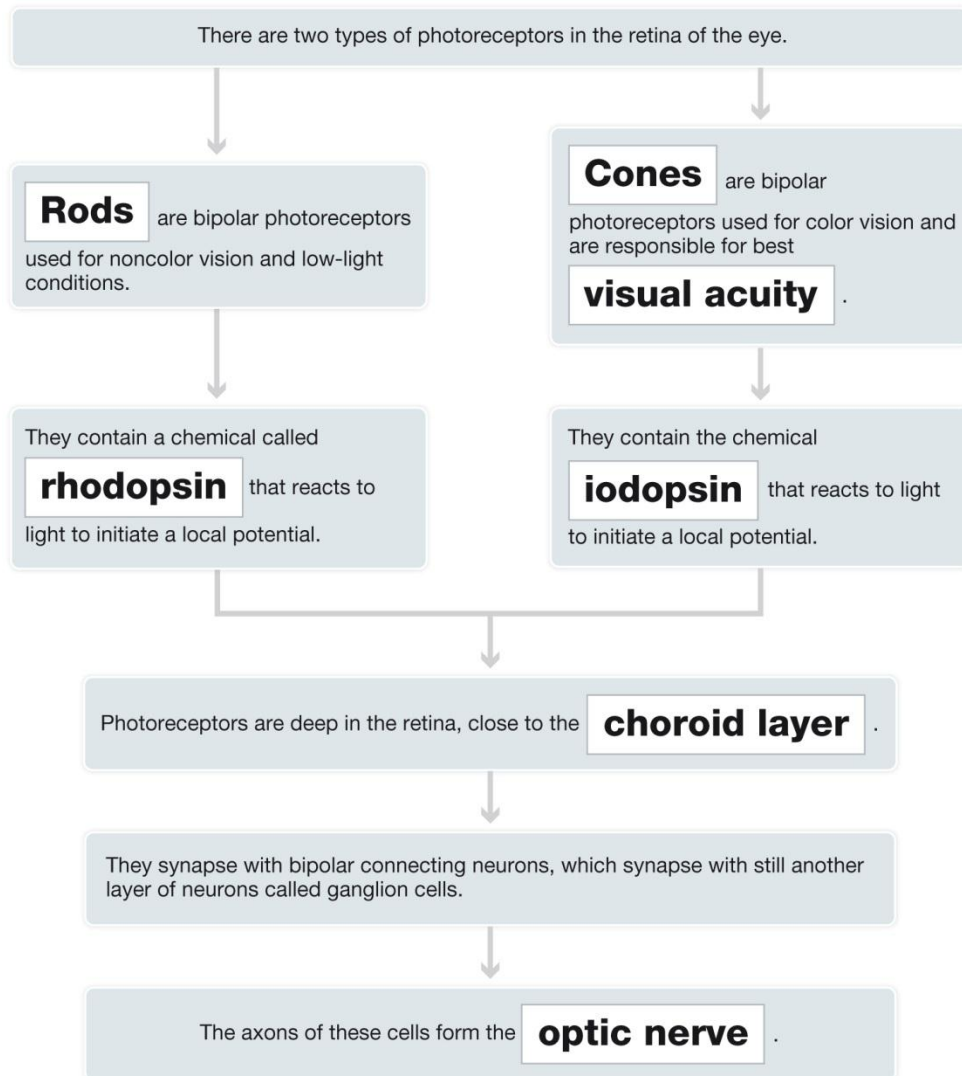 There are two types of photoreceptors in the retina of the eye.
Rods are bipolar photoreceptors
used for noncolor vision and low-light
conditions.
Cones are bipolar
photoreceptors used for color vision and
are responsible for best
visual acuity .
They contain a chemical called
rhodopsin that reacts to
light to initiate a local potential.
They contain the chemical
iodopsin that reacts to light
to initiate a local potential.
Photoreceptors are deep in the retina, close to the choroid layer .
They synapse with bipolar connecting neurons, which synapse with still another
layer of neurons called ganglion cells.
The axons of these cells form the optic nerve .